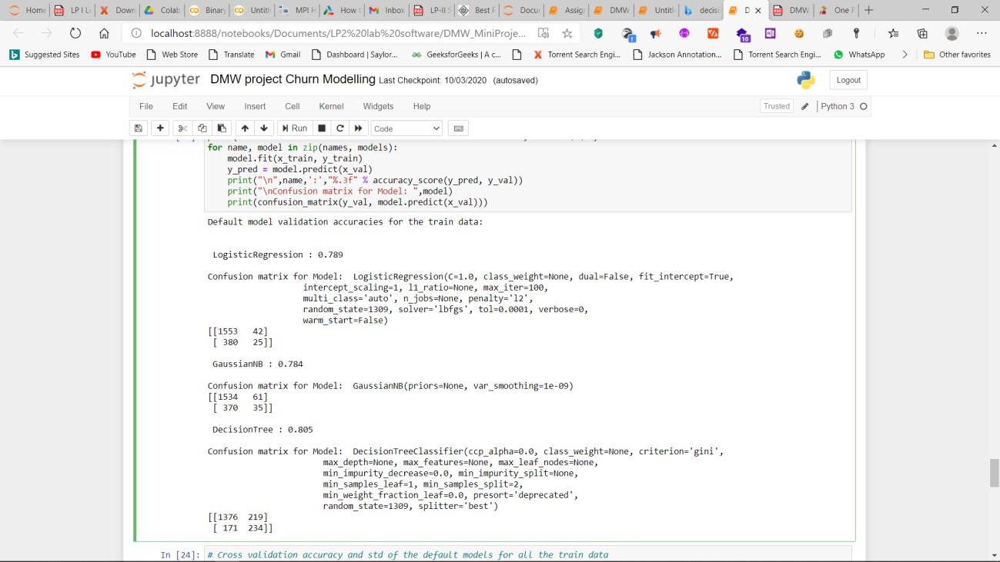 Home
LP I Li
Down
Colab
Binary
Untitl
MPI H
How t
Inbox
LP-II S
Best F
Docur
Assig
DMW
Untitl
decisi
D
DMW
One P
localhost:8888/notebooks/Documents/LP2%20lab%20software/DMW_MiniProje...
1
10
Suggested Sites
YouTube
Web Store
Translate
Gmail
Dashboard | Saylor...
GeeksforGeeks | A c...
Torrent Search Engi...
Jackson Annotation...
Torrent Search Engi...
WhatsApp
Other favorites
jupyter DMW project Churn Modelling Last Checkpoint: 10/03/2020 (autosaved)
Logout
File Edit View Insert Cell Kernel Widgets Help
Trusted
Python 3
Run
Code
for name, model in zip(names, models):
model.fit(x_train, y_train)
y_pred = model.predict(x_val)
print("\n",name,':',"%.3f" % accuracy_score(y_pred, y_val))
print("\nConfusion matrix for Model: ",model)
print(confusion_matrix(y_val, model.predict(x_val)))
Default model validation accuracies for the train data:
LogisticRegression : 0.789
Confusion matrix for Model:  LogisticRegression(C=1.0, class_weight=None, dual=False, fit_intercept=True,
intercept_scaling=1, l1_ratio=None, max_iter=100,
multi_class='auto', n_jobs=None, penalty='l2',
random_state=1309, solver='lbfgs', tol=0.0001, verbose=0,
warm_start=False)
[[1553   42]
[ 380   25]]
GaussianNB : 0.784
Confusion matrix for Model:  GaussianNB(priors=None, var_smoothing=1e-09)
[[1534   61]
[ 370   35]]
DecisionTree : 0.805
Confusion matrix for Model:  DecisionTreeClassifier(ccp_alpha=0.0, class_weight=None, criterion='gini',
max_depth=None, max_features=None, max_leaf_nodes=None,
min_impurity_decrease=0.0, min_impurity_split=None,
min_samples_leaf=1, min_samples_split=2,
min_weight_fraction_leaf=0.0, presort='deprecated',
random_state=1309, splitter='best')
[[1376  219]
[ 171  234]]
In [24]: # Cross validation accuracy and std of the default models for all the train data